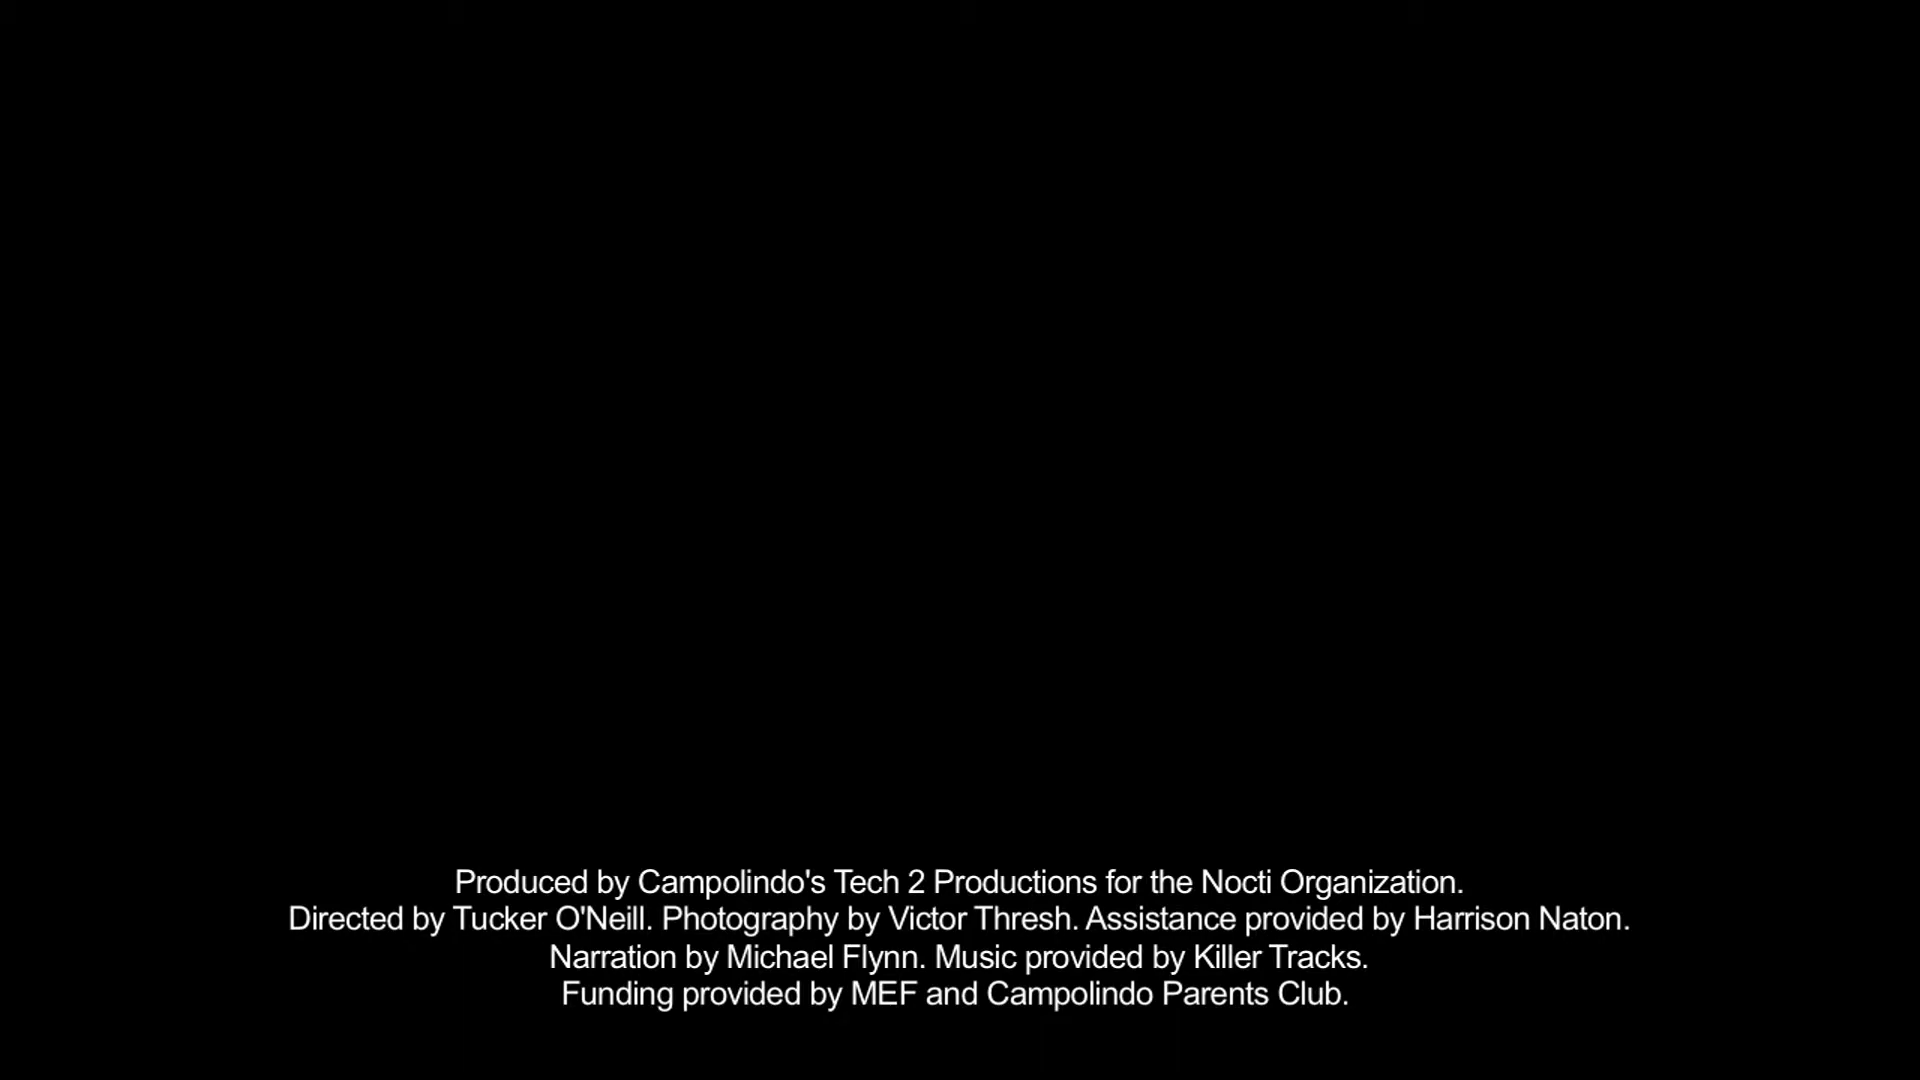 Produced by Campolindo's Tech 2 Productions for the Nocti Organization.
Directed by Tucker O'Neill. Photography by Victor Thresh. Assistance provided by Harrison Naton.
Narration by Michael Flynn. Music provided by Killer Tracks.
Funding provided by MEF and Campolindo Parents Club.